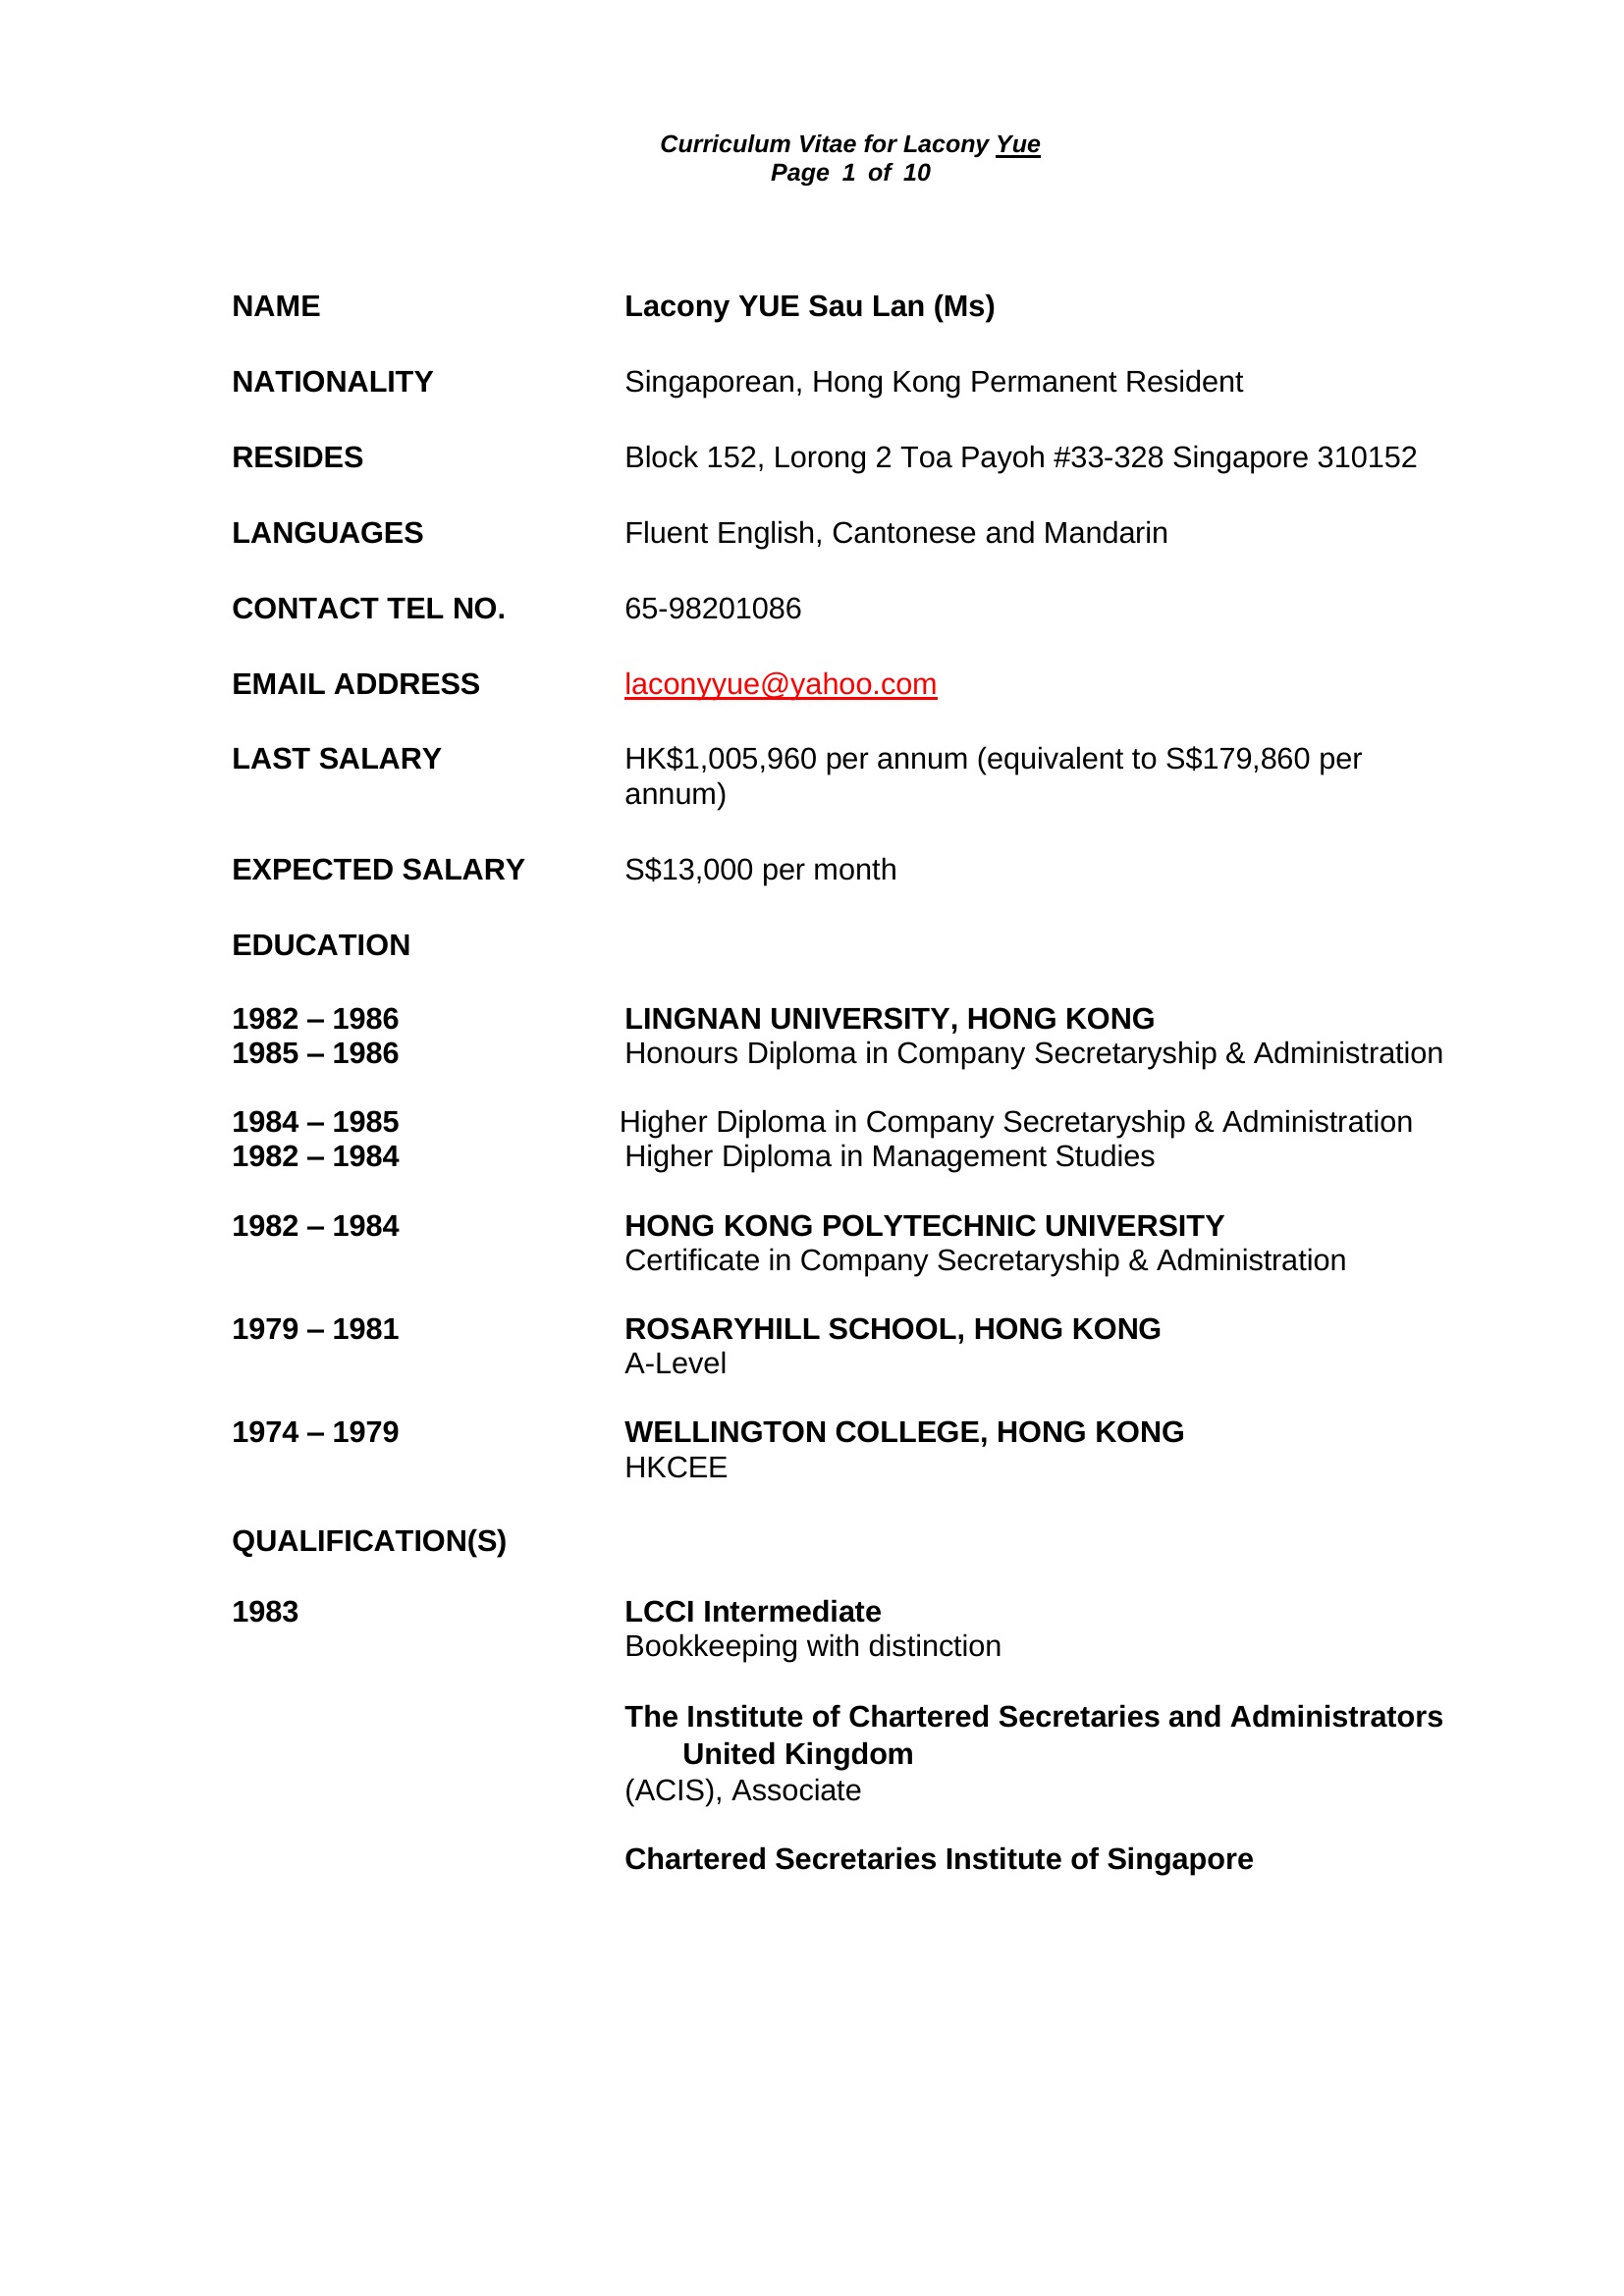 Curriculum Vitae for Lacony Yue
Page 1 of 10
NAME Lacony YUE Sau Lan (Ms)
NATIONALITY Singaporean, Hong Kong Permanent Resident
RESIDES Block 152, Lorong 2 Toa Payoh #33-328 Singapore 310152
LANGUAGES Fluent English, Cantonese and Mandarin
CONTACT TEL NO. 65-98201086
EMAIL ADDRESS laconyyue@yahoo.com
LAST SALARY HK$1,005,960 per annum (equivalent to S$179,860 per
annum)
EXPECTED SALARY S$13,000 per month
EDUCATION
1982 – 1986 LINGNAN UNIVERSITY, HONG KONG
1985 – 1986 Honours Diploma in Company Secretaryship & Administration
1984 – 1985 Higher Diploma in Company Secretaryship & Administration
1982 – 1984 Higher Diploma in Management Studies
1982 – 1984 HONG KONG POLYTECHNIC UNIVERSITY
Certificate in Company Secretaryship & Administration
1979 – 1981 ROSARYHILL SCHOOL, HONG KONG
A-Level
1974 – 1979 WELLINGTON COLLEGE, HONG KONG
HKCEE
QUALIFICATION(S)
1983 LCCI Intermediate
Bookkeeping with distinction
The Institute of Chartered Secretaries and Administrators
United Kingdom
(ACIS), Associate
Chartered Secretaries Institute of Singapore